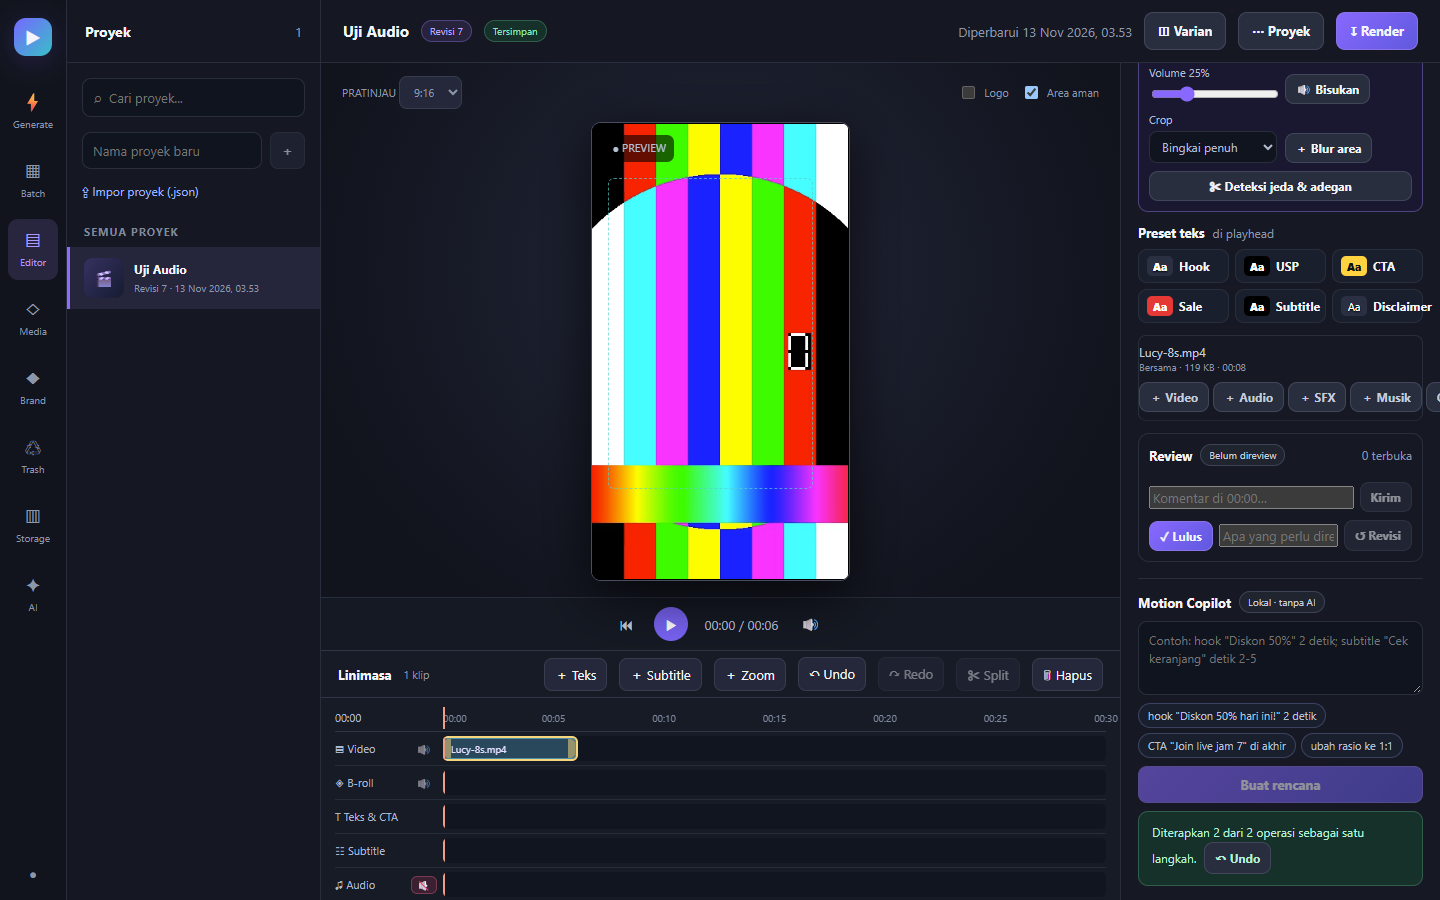 Generate
Batch
Editor
Media
Brand
Trash
Storage
AI
Proyek
1
Cari proyek...
Nama proyek baru
+
Impor proyek (.json)
SEMUA PROYEK
Uji Audio
Revisi 7 · 13 Nov 2026, 03.53
Uji Audio
Revisi 7
Tersimpan
Diperbarui 13 Nov 2026, 03.53
Varian
Proyek
Render
PRATINJAU
9:16
Logo
Area aman
PREVIEW
00:00 / 00:06
Linimasa
1 klip
+ Teks
+ Subtitle
+ Zoom
Undo
Redo
Split
Hapus
00:00
00:00
00:05
00:10
00:15
00:20
00:25
00:30
Video
Lucy-8s.mp4
B-roll
T Teks & CTA
Subtitle
Audio
Volume 25%
Bisukan
Crop
Bingkai penuh
+ Blur area
Deteksi jeda & adegan
Preset teks di playhead
Aa Hook
Aa USP
Aa CTA
Aa Sale
Aa Subtitle
Aa Disclaimer
Lucy-8s.mp4
Bersama · 119 KB · 00:08
+ Video
+ Audio
+ SFX
+ Musik
Review
Belum direview
0 terbuka
Komentar di 00:00...
Kirim
✓ Lulus
Apa yang perlu dire
Revisi
Motion Copilot
Lokal · tanpa AI
Contoh: hook "Diskon 50%" 2 detik; subtitle "Cek
keranjang" detik 2-5
hook "Diskon 50% hari ini!" 2 detik
CTA "Join live jam 7" di akhir
ubah rasio ke 1:1
Buat rencana
Diterapkan 2 dari 2 operasi sebagai satu
langkah.
Undo